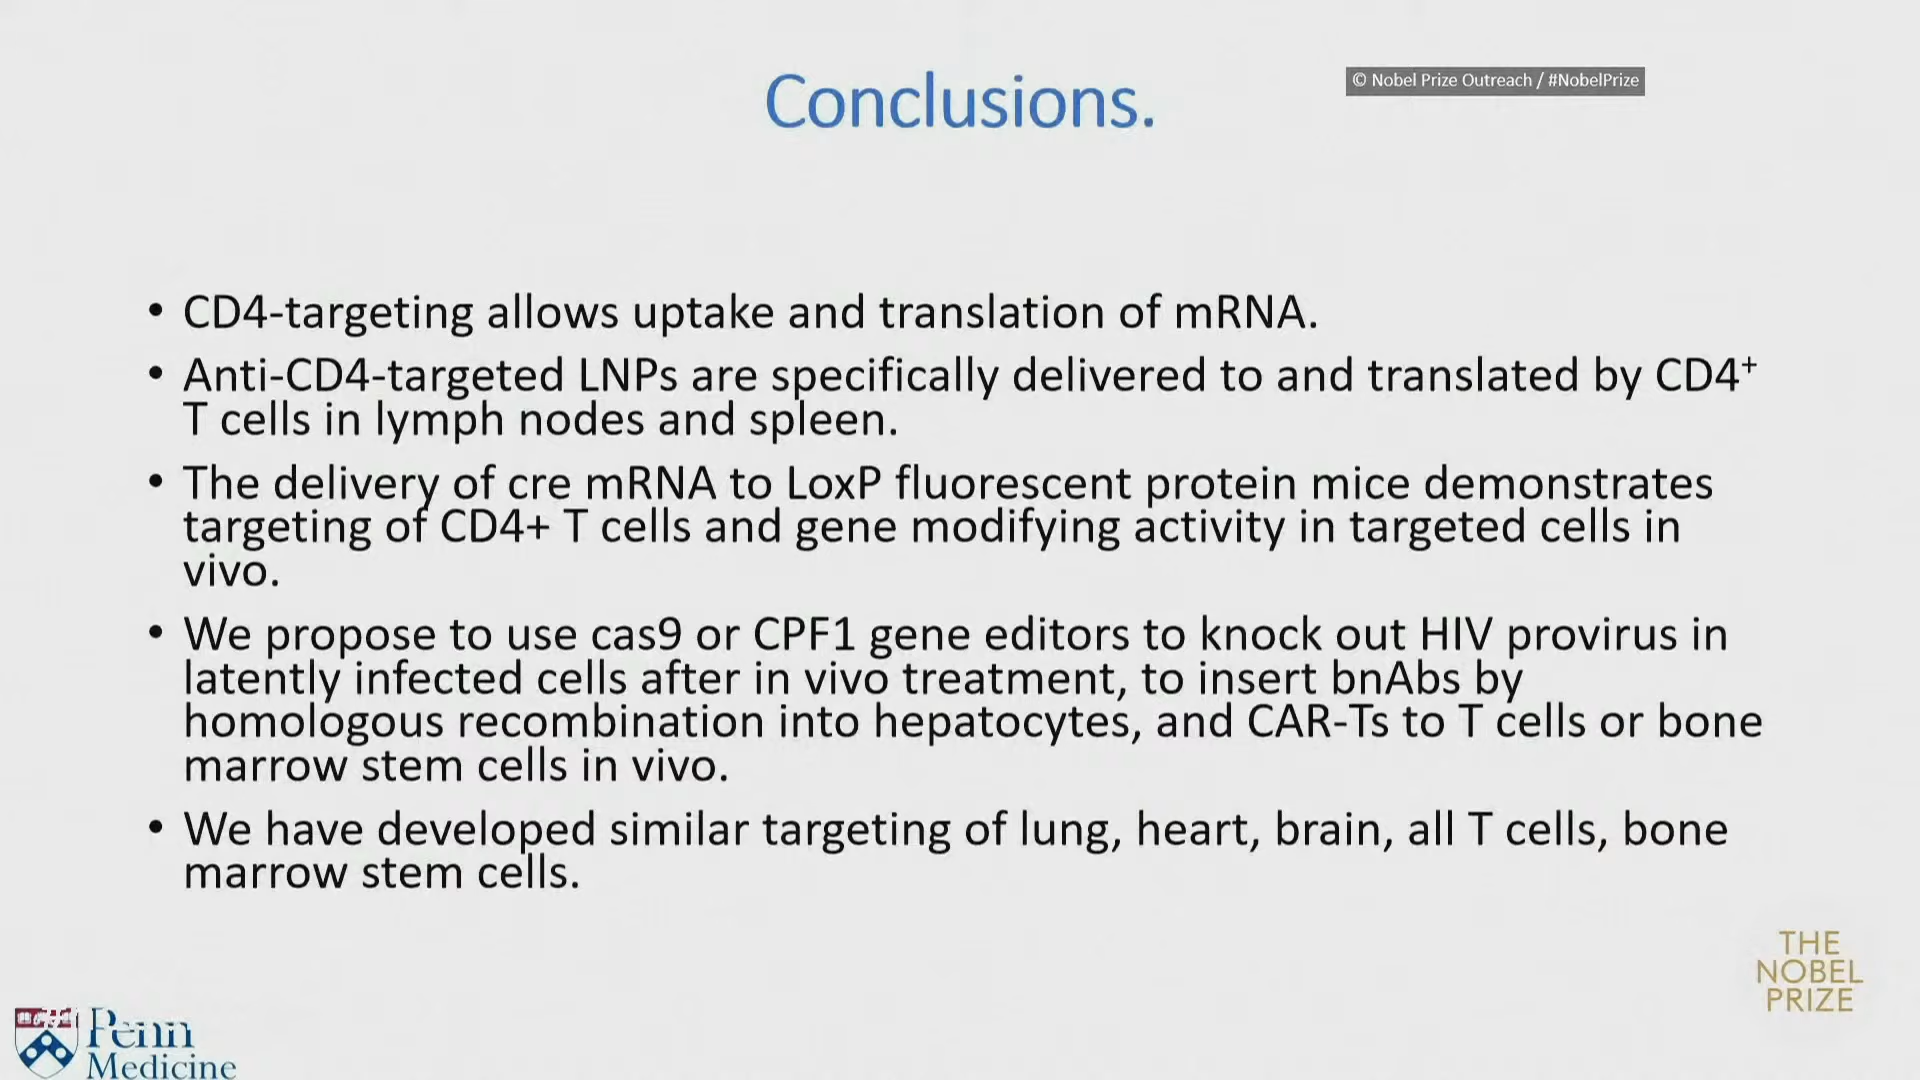 Conclusions.
© Nobel Prize Outreach / #NobelPrize
• CD4-targeting allows uptake and translation of mRNA.
• Anti-CD4-targeted LNPs are specifically delivered to and translated by CD4⁺
T cells in lymph nodes and spleen.
• The delivery of cre mRNA to LoxP fluorescent protein mice demonstrates
targeting of CD4+ T cells and gene modifying activity in targeted cells in
vivo.
• We propose to use cas9 or CPF1 gene editors to knock out HIV provirus in
latently infected cells after in vivo treatment, to insert bnAbs by
homologous recombination into hepatocytes, and CAR-Ts to T cells or bone
marrow stem cells in vivo.
• We have developed similar targeting of lung, heart, brain, all T cells, bone
marrow stem cells.
THE
NOBEL
PRIZE
Penn
Medicine